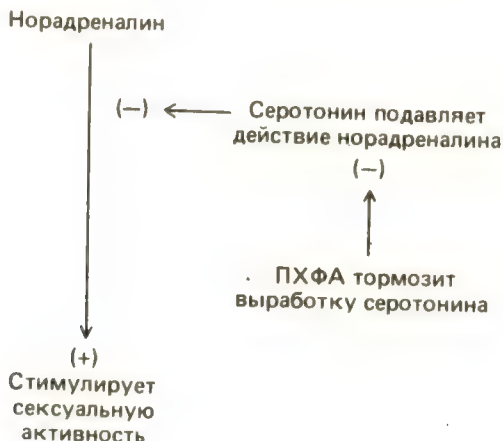 Норадреналин
(—)
Серотонин подавляет
действие норадреналина
(—)
ПХФА тормозит
выработку серотонина
(+)
Стимулирует
сексуальную
активность